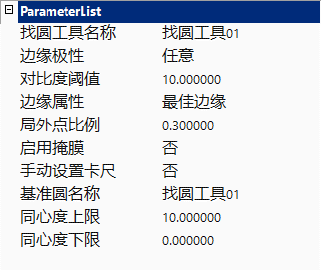 ParameterList
找圆工具名称 找圆工具01
边缘极性 任意
对比度阈值 10.000000
边缘属性 最佳边缘
局外点比例 0.300000
启用掩膜 否
手动设置卡尺 否
基准圆名称 找圆工具01
同心度上限 10.000000
同心度下限 0.000000